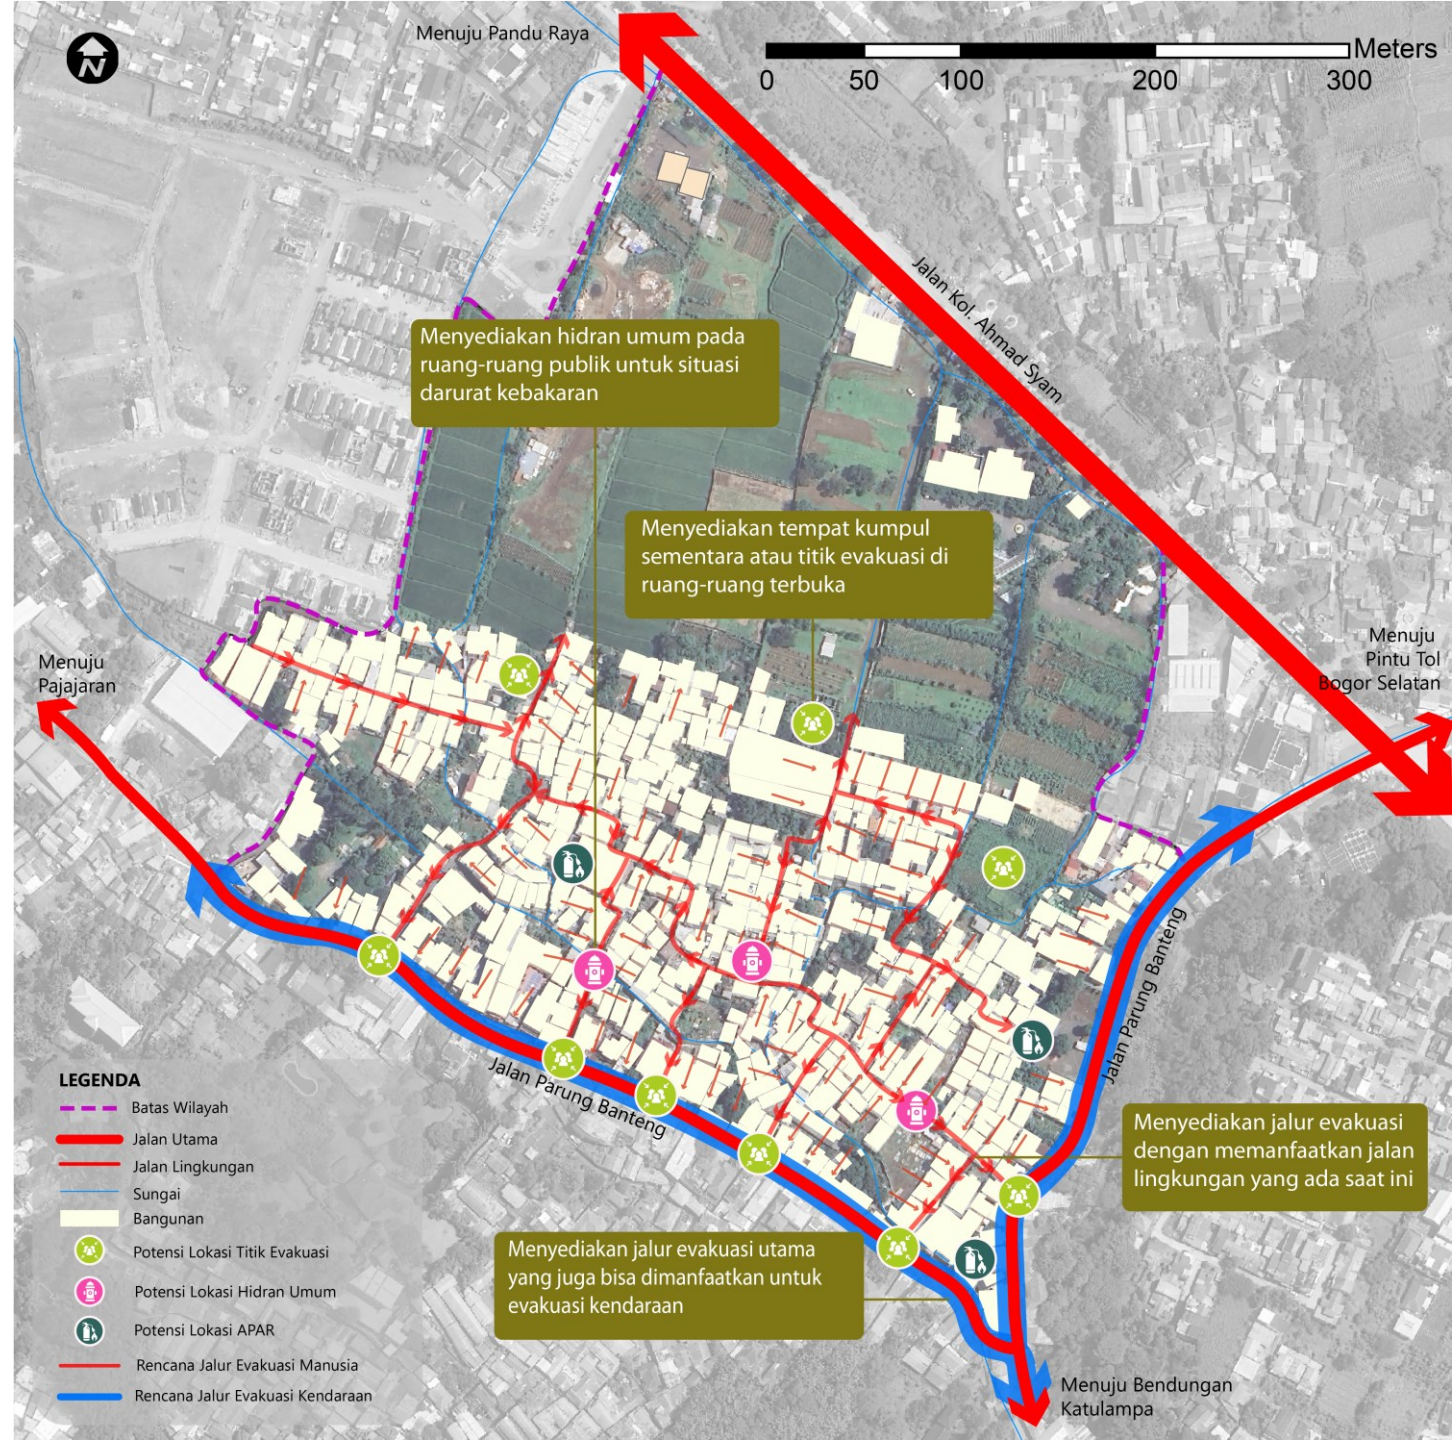 Menuju Pandu Raya
N
Meters
0 50 100 200 300
Jalan Kol. Ahmad Syam
Menyediakan hidran umum pada
ruang-ruang publik untuk situasi
darurat kebakaran
Menyediakan tempat kumpul
sementara atau titik evakuasi di
ruang-ruang terbuka
Menuju
Pajajaran
Menuju
Pintu Tol
Bogor Selatan
Jalan Parung Banteng
Jalan Parung Banteng
Menyediakan jalur evakuasi
dengan memanfaatkan jalan
lingkungan yang ada saat ini
Menyediakan jalur evakuasi utama
yang juga bisa dimanfaatkan untuk
evakuasi kendaraan
Menuju Bendungan
Katulampa
LEGENDA
Batas Wilayah
Jalan Utama
Jalan Lingkungan
Sungai
Bangunan
Potensi Lokasi Titik Evakuasi
Potensi Lokasi Hidran Umum
Potensi Lokasi APAR
Rencana Jalur Evakuasi Manusia
Rencana Jalur Evakuasi Kendaraan